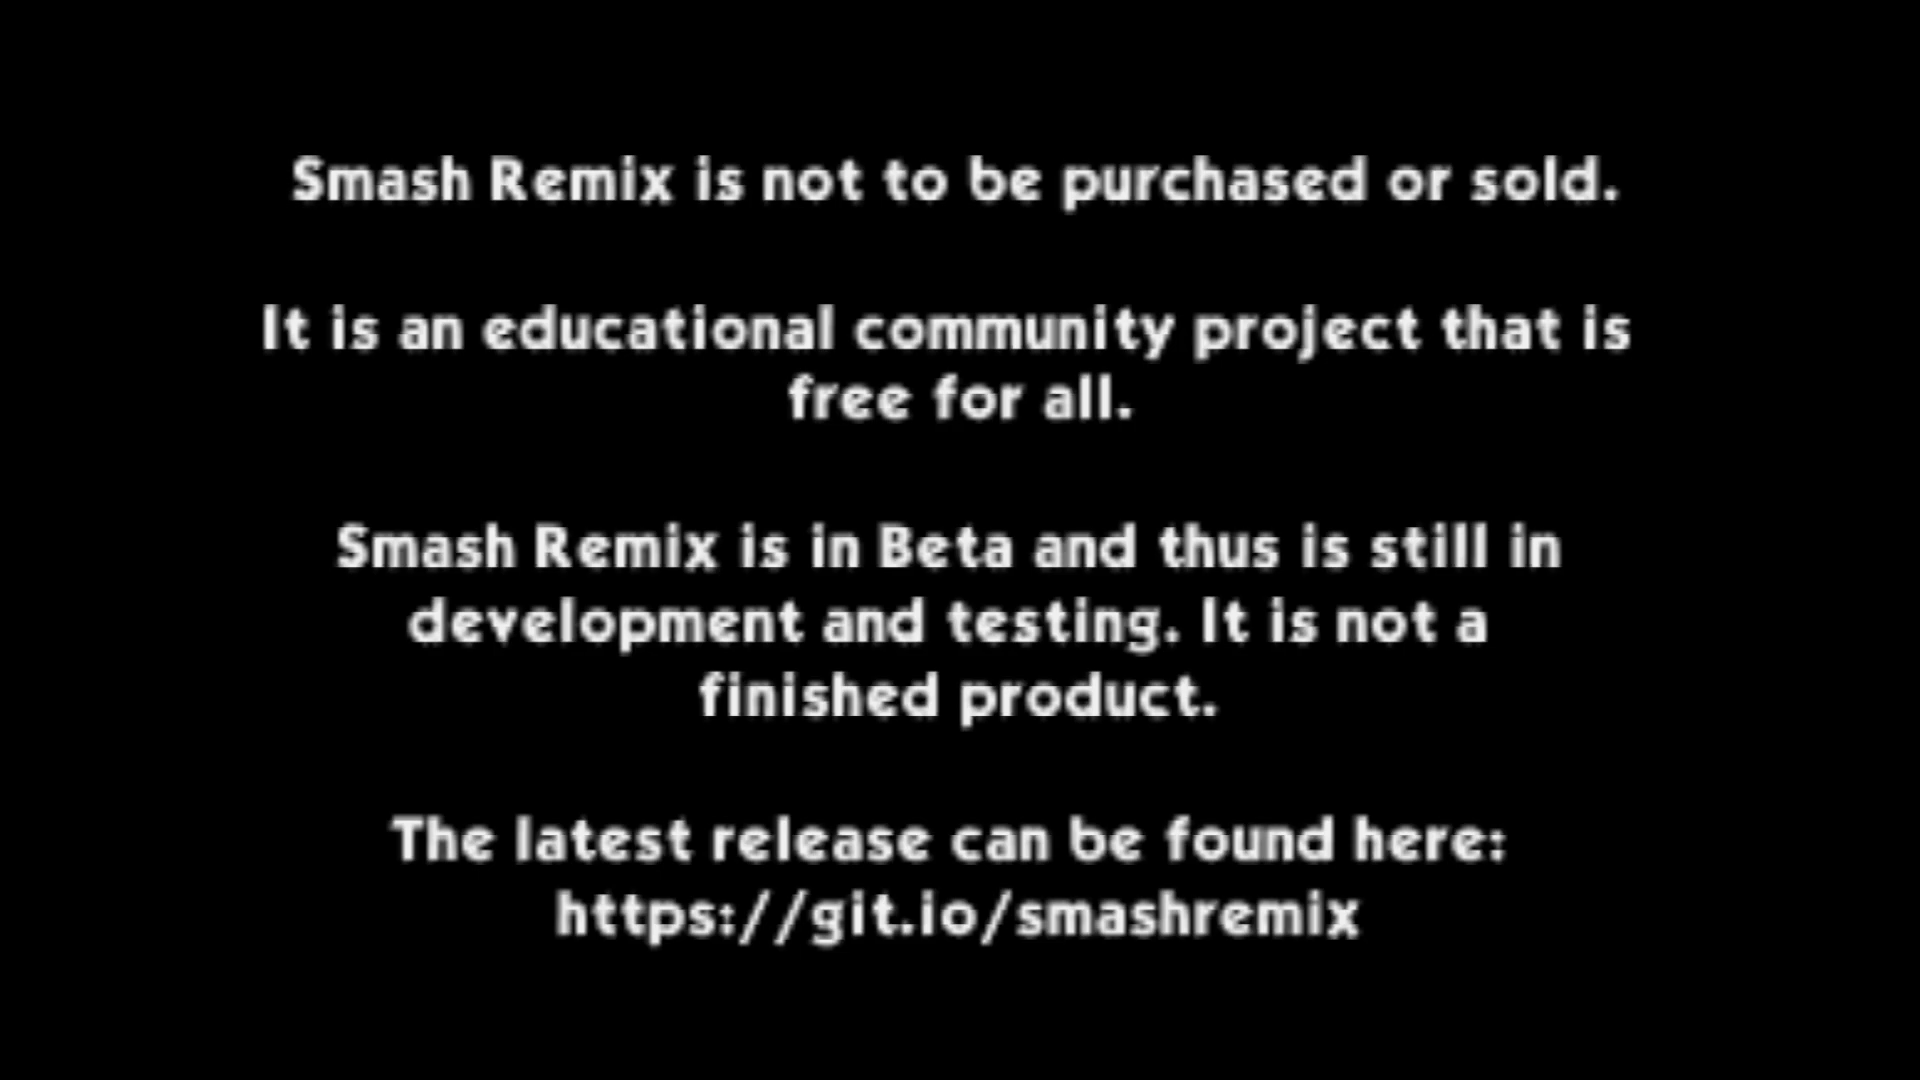 Smash Remix is not to be purchased or sold.
It is an educational community project that is
free for all.
Smash Remix is in Beta and thus is still in
development and testing. It is not a
finished product.
The latest release can be found here:
https://git.io/smashremix